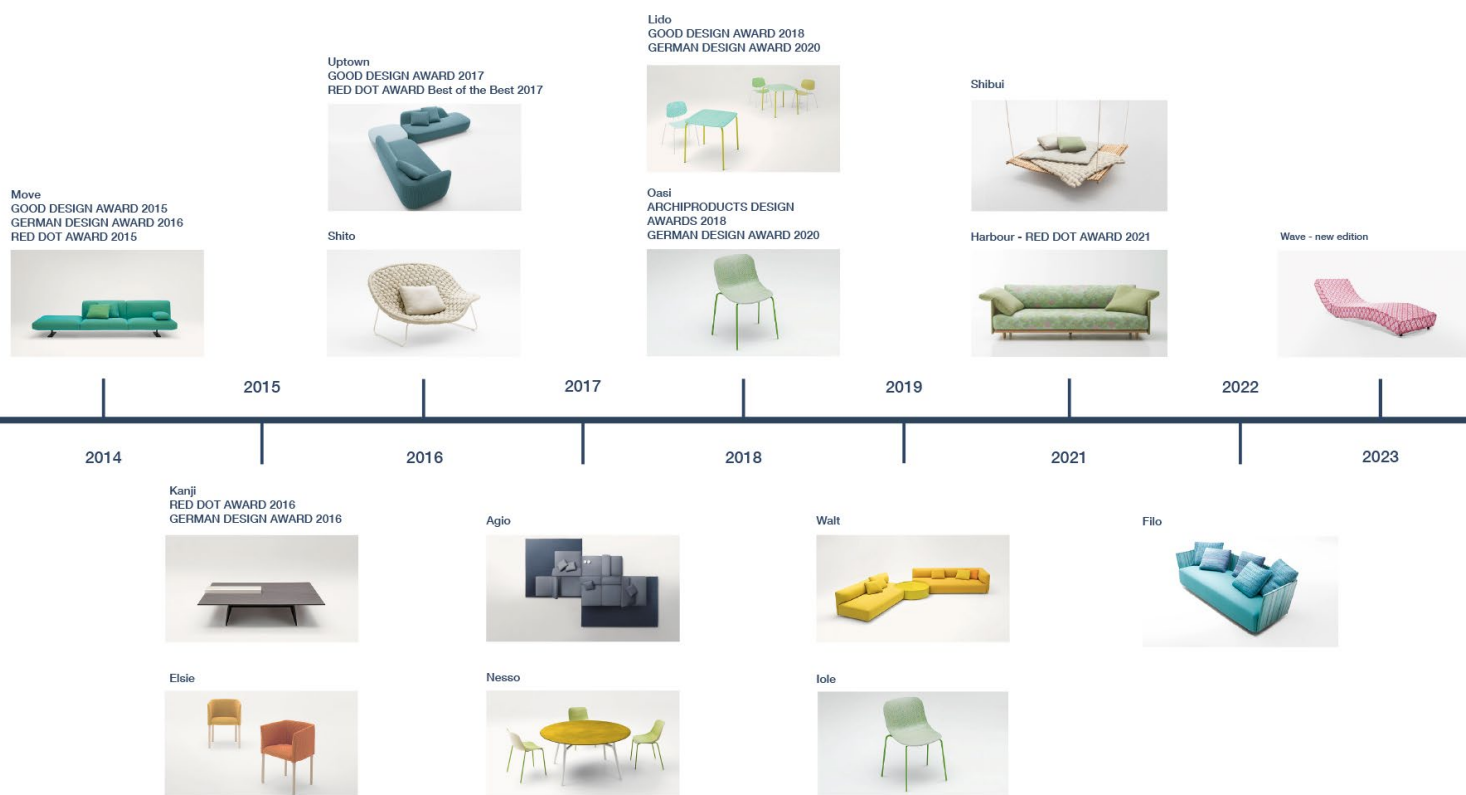 Lido
GOOD DESIGN AWARD 2018
GERMAN DESIGN AWARD 2020
Uptown
GOOD DESIGN AWARD 2017
RED DOT AWARD Best of the Best 2017
Shibui
Move
GOOD DESIGN AWARD 2015
GERMAN DESIGN AWARD 2016
RED DOT AWARD 2015
Shito
Oasi
ARCHIPRODUCTS DESIGN
AWARDS 2018
GERMAN DESIGN AWARD 2020
Harbour - RED DOT AWARD 2021
Wave - new edition
2015
2017
2019
2022
2014
2016
2018
2021
2023
Kanji
RED DOT AWARD 2016
GERMAN DESIGN AWARD 2016
Agio
Walt
Filo
Elsie
Nesso
Iole